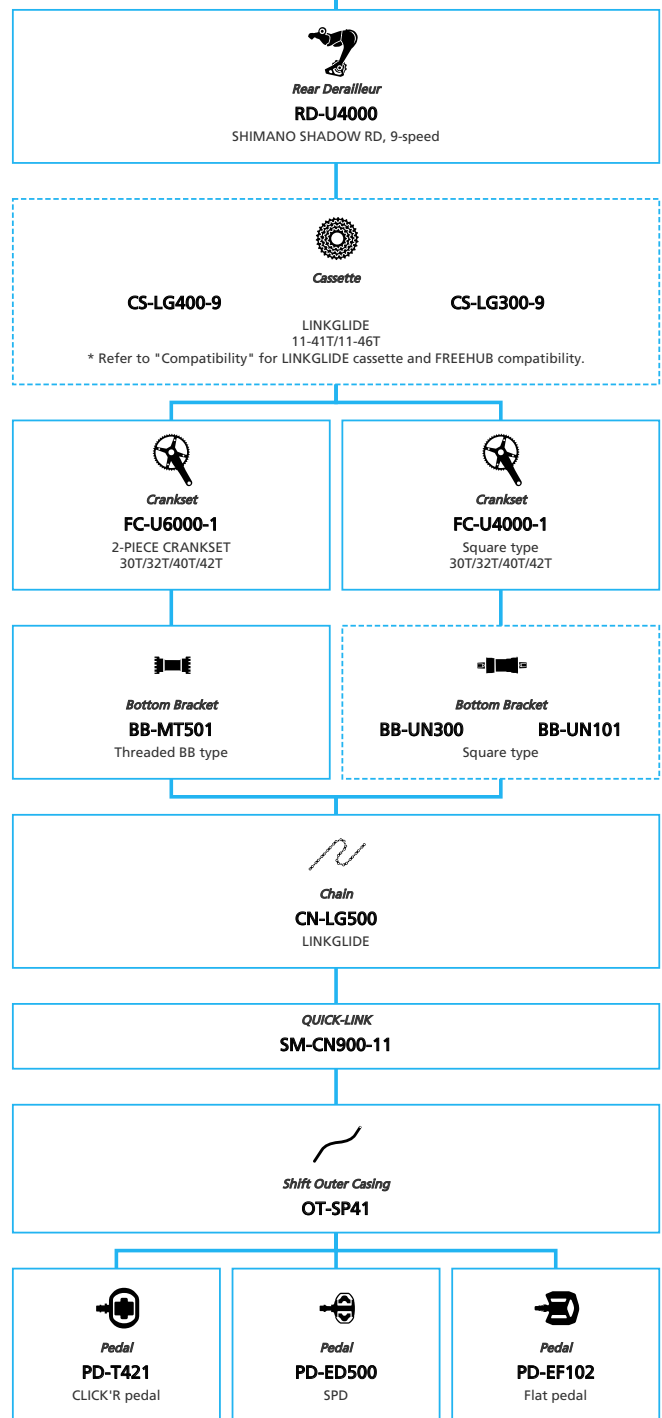 Rear Derailleur
RD-U4000
SHIMANO SHADOW RD, 9-speed
Cassette
CS-LG400-9
CS-LG300-9
LINKGLIDE
11-41T/11-46T
* Refer to "Compatibility" for LINKGLIDE cassette and FREEHUB compatibility.
Crankset
FC-U6000-1
2-PIECE CRANKSET
30T/32T/40T/42T
Crankset
FC-U4000-1
Square type
30T/32T/40T/42T
Bottom Bracket
BB-MT501
Threaded BB type
Bottom Bracket
BB-UN300
BB-UN101
Square type
Chain
CN-LG500
LINKGLIDE
QUICK-LINK
SM-CN900-11
Shift Outer Casing
OT-SP41
Pedal
PD-T421
CLICK'R pedal
Pedal
PD-ED500
SPD
Pedal
PD-EF102
Flat pedal